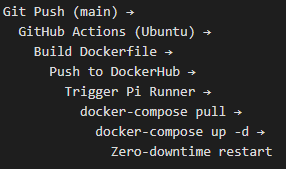 Git Push (main) →
GitHub Actions (Ubuntu) →
Build Dockerfile →
Push to DockerHub →
Trigger Pi Runner →
docker-compose pull →
docker-compose up -d →
Zero-downtime restart